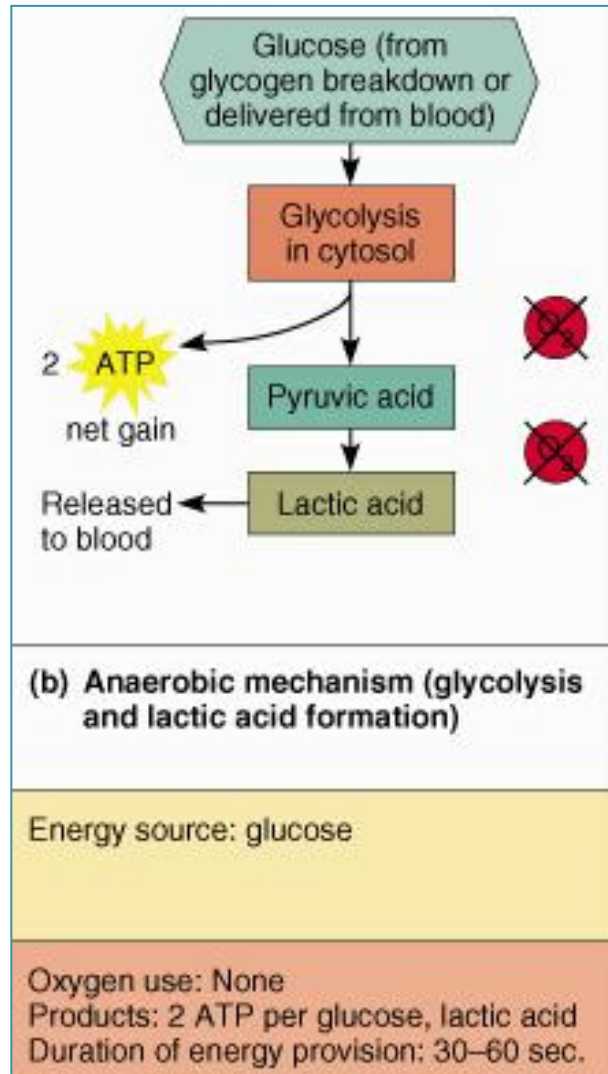 Glucose (from
glycogen breakdown or
delivered from blood)
Glycolysis
in cytosol
O2
2 ATP
net gain
Pyruvic acid
O2
Released
to blood
Lactic acid
(b) Anaerobic mechanism (glycolysis
and lactic acid formation)
Energy source: glucose
Oxygen use: None
Products: 2 ATP per glucose, lactic acid
Duration of energy provision: 30–60 sec.